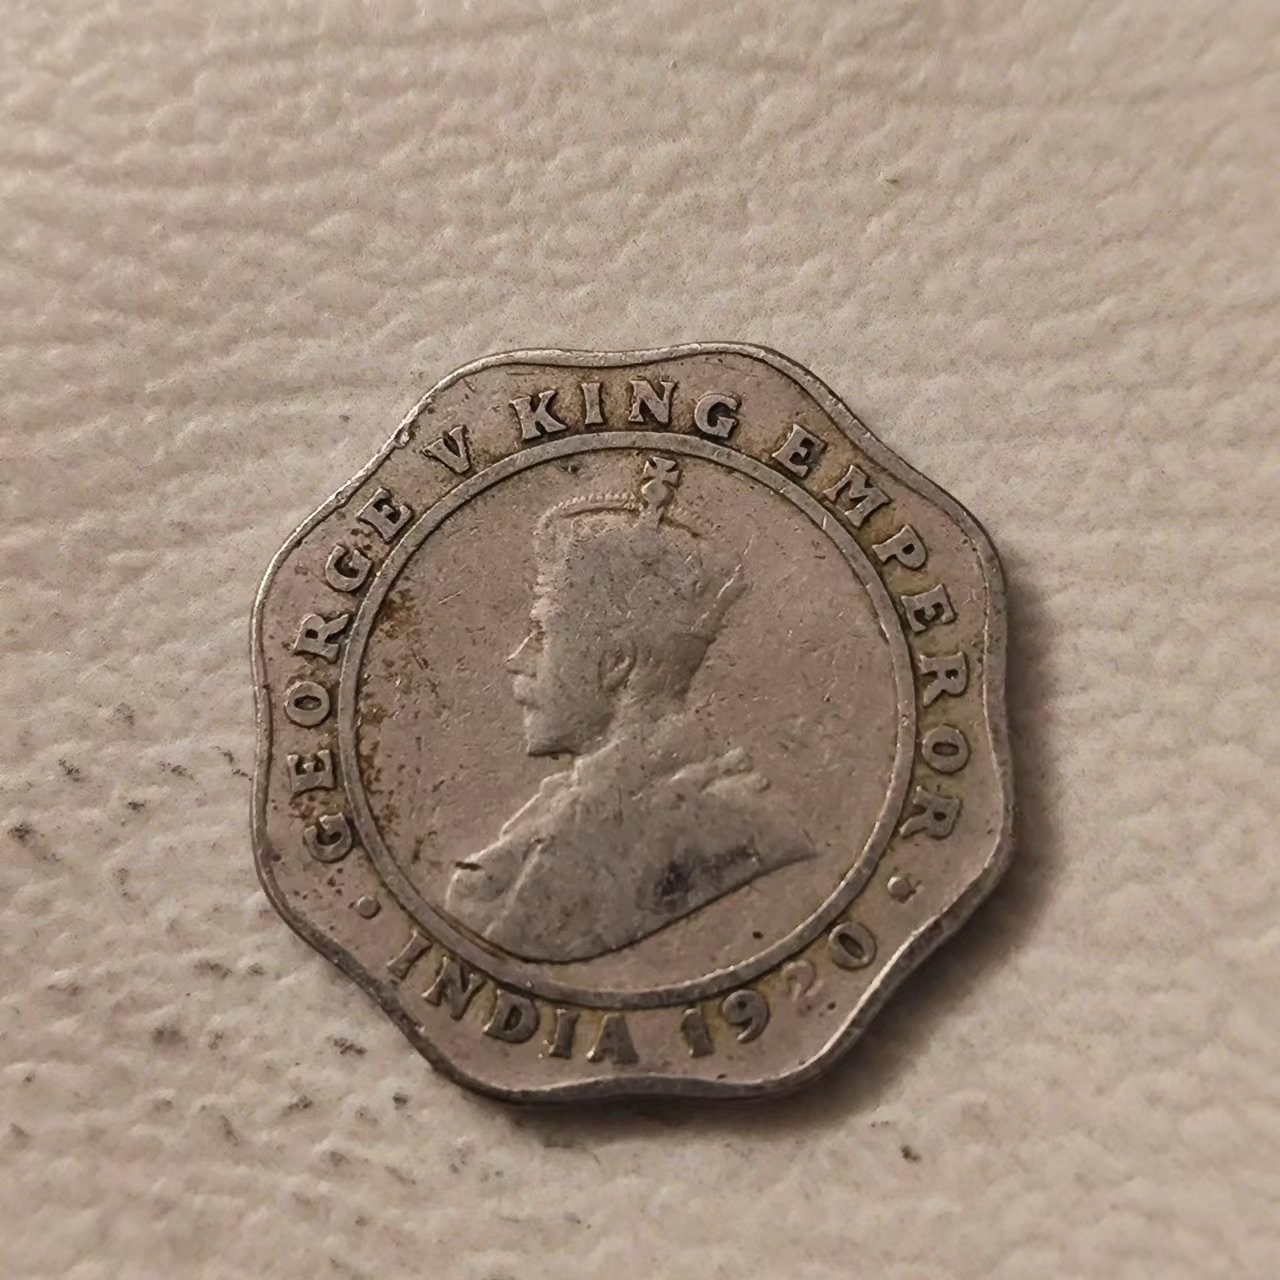 GEORGE V KING EMPEROR
· INDIA 1920 ·